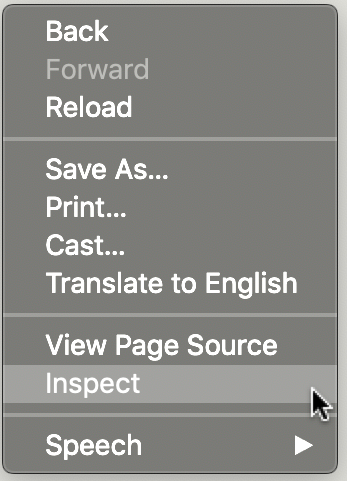 Back
Forward
Reload
Save As...
Print...
Cast...
Translate to English
View Page Source
Inspect
Speech